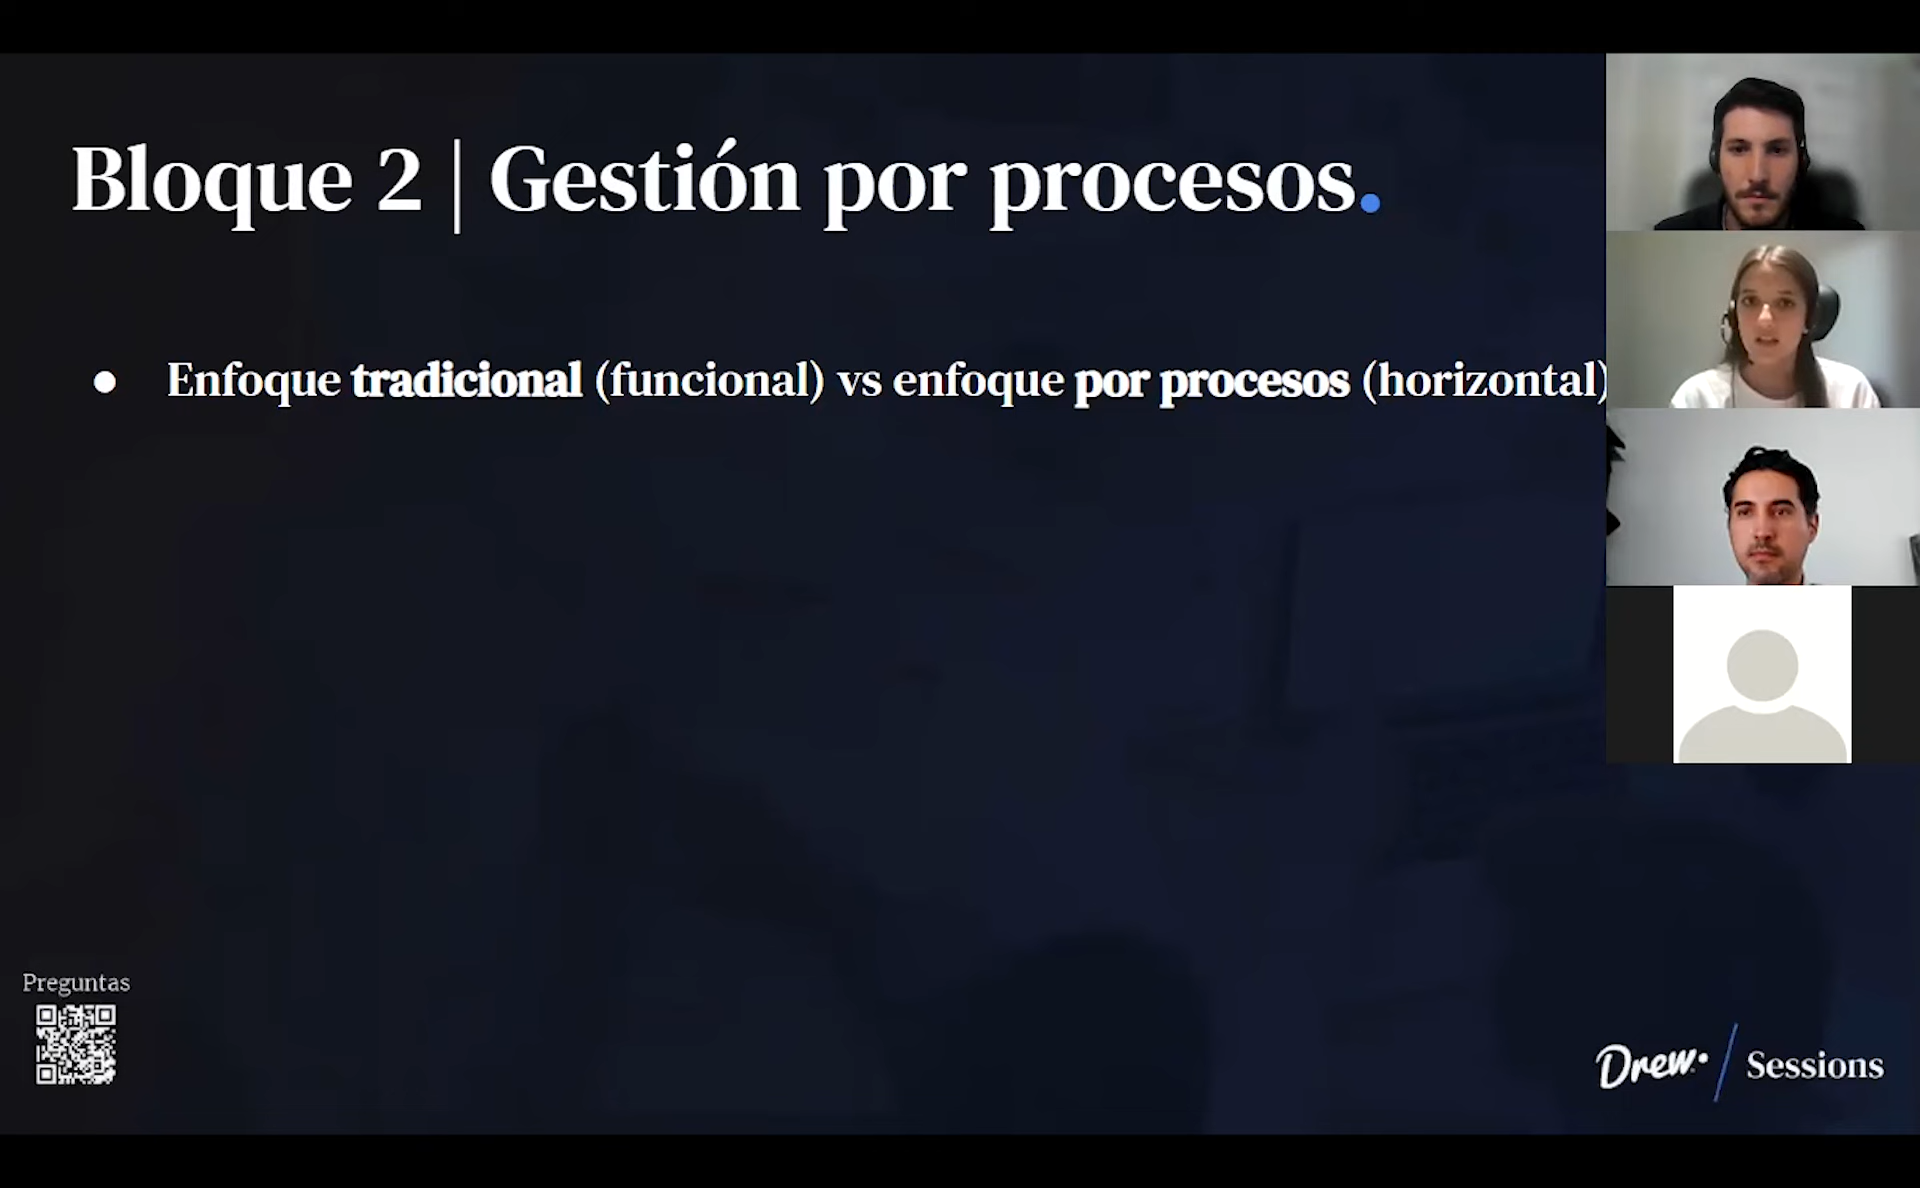 Bloque 2 | Gestión por procesos.
● Enfoque tradicional (funcional) vs enfoque por procesos (horizontal)
Preguntas
Drew. / Sessions